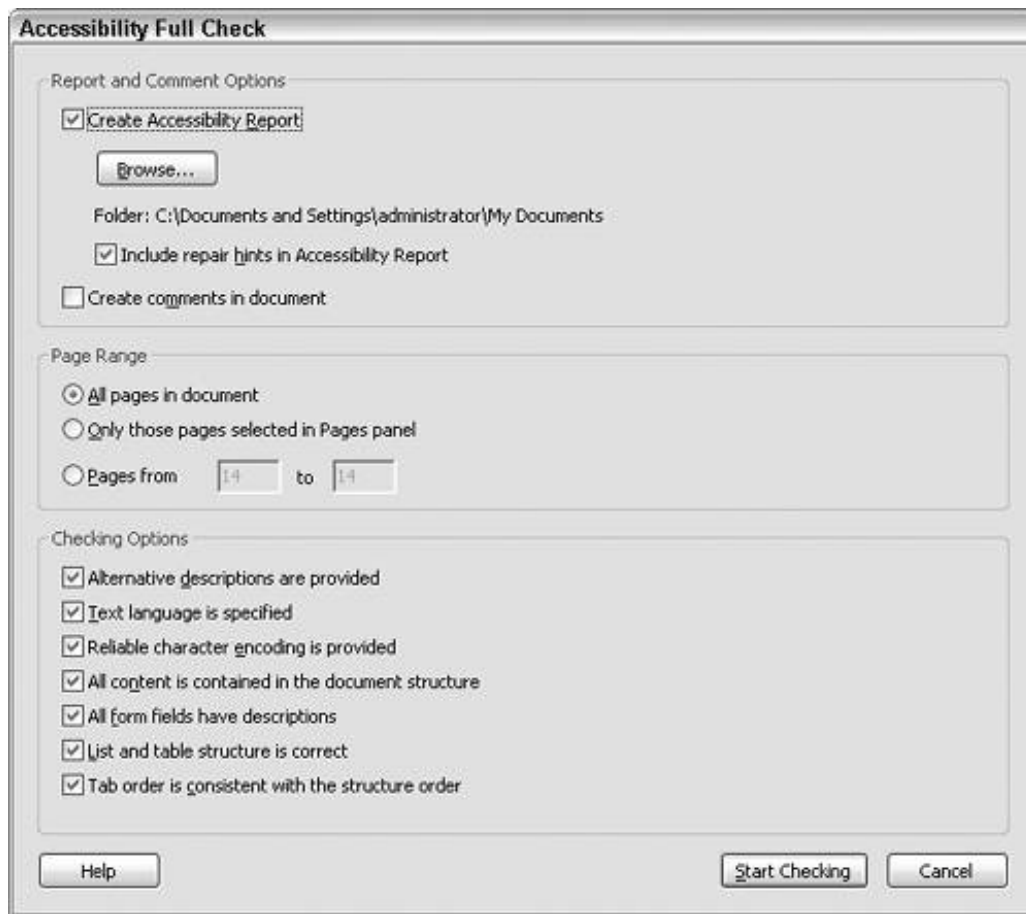 Accessibility Full Check
Report and Comment Options
Create Accessibility Report
Browse...
Folder: C:\Documents and Settings\administrator\My Documents
Include repair hints in Accessibility Report
Create comments in document
Page Range
All pages in document
Only those pages selected in Pages panel
Pages from 14 to 14
Checking Options
Alternative descriptions are provided
Text language is specified
Reliable character encoding is provided
All content is contained in the document structure
All form fields have descriptions
List and table structure is correct
Tab order is consistent with the structure order
Help Start Checking Cancel